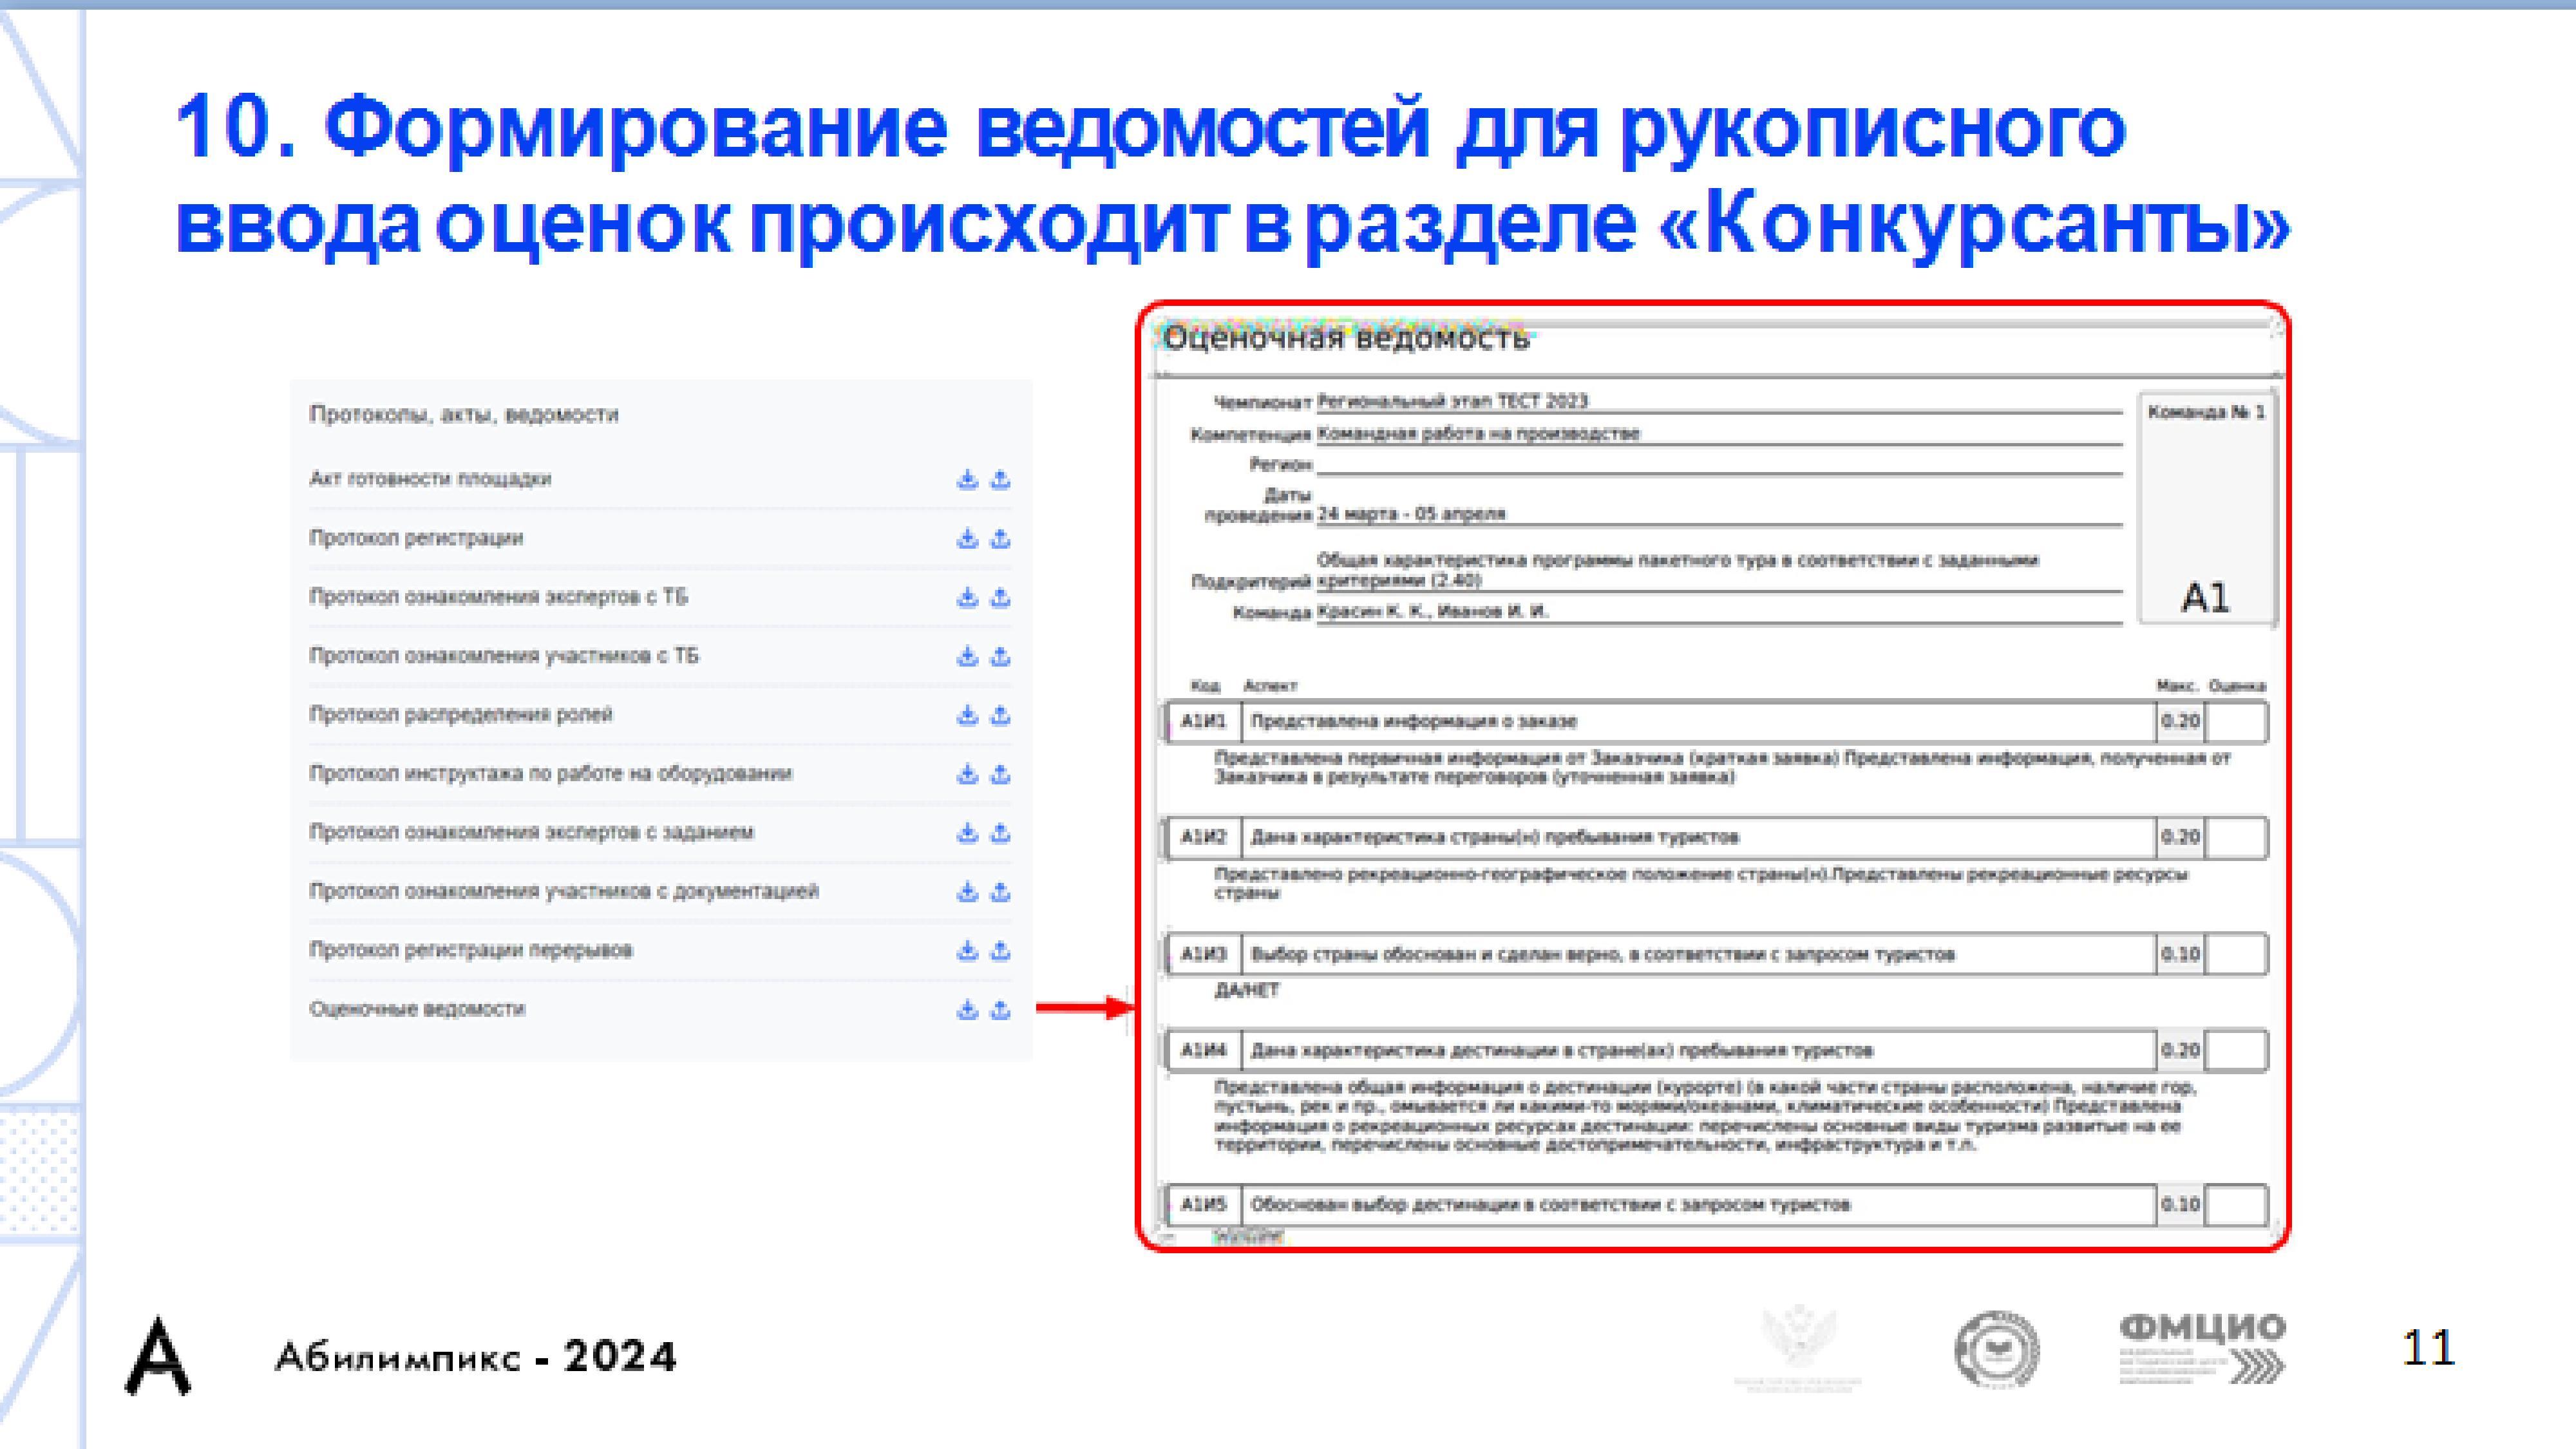 10. Формирование ведомостей для рукописного
ввода оценок происходит в разделе «Конкурсанты»
Протоколы, акты, ведомости
Акт готовности площадки
Протокол регистрации
Протокол ознакомления экспертов с ТБ
Протокол ознакомления участников с ТБ
Протокол распределения ролей
Протокол инструктажа по работе на оборудовании
Протокол ознакомления экспертов с заданием
Протокол ознакомления участников с документацией
Протокол регистрации перерывов
Оценочные ведомости
Оценочная ведомость
Чемпионат Региональный этап ТЕСТ 2023
Команда № 1
Компетенция Командная работа на производстве
Регион
Даты
проведения 24 марта - 05 апреля
Общая характеристика программы пакетного тура в соответствии с заданными
Подкритерий критериями (2.40)
Команда Красин К. К., Иванов И. И.
A1
Код Аспект Макс. Оценка
А1И1 Представлена информация о заказе 0.20
Представлена первичная информация от Заказчика (краткая заявка) Представлена информация, полученная от
Заказчика в результате переговоров (уточненная заявка)
А1И2 Дана характеристика страны(н) пребывания туристов 0.20
Представлено рекреационно-географическое положение страны(н).Представлены рекреационные ресурсы
страны
А1И3 Выбор страны обоснован и сделан верно, в соответствии с запросом туристов 0.10
ДА/НЕТ
А1И4 Дана характеристика дестинации в стране(ах) пребывания туристов 0.20
Представлена общая информация о дестинации (курорте) (в какой части страны расположена, наличие гор,
пустынь, рек и пр., омывается ли какими-то морями/океанами, климатические особенности) Представлена
информация о рекреационных ресурсах дестинации: перечислены основные виды туризма развитые на ее
территории, перечислены основные достопримечательности, инфраструктура и т.п.
А1И5 Обоснован выбор дестинации в соответствии с запросом туристов 0.10
Абилимпикс - 2024
ФМЦИО
11